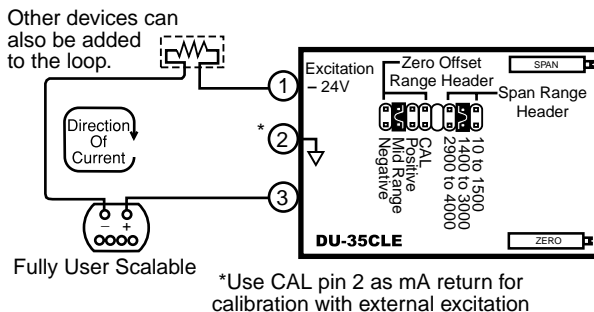 Other devices can
also be added
to the loop.
Direction
Of
Current
– +
Fully User Scalable
1
* 2
3
Excitation
– 24V
Zero Offset
Range Header
SPAN
Span Range
Header
Negative
Mid Range
Positive
CAL
2900 to 4000
1400 to 3000
10 to 1500
DU-35CLE
ZERO
*Use CAL pin 2 as mA return for
calibration with external excitation